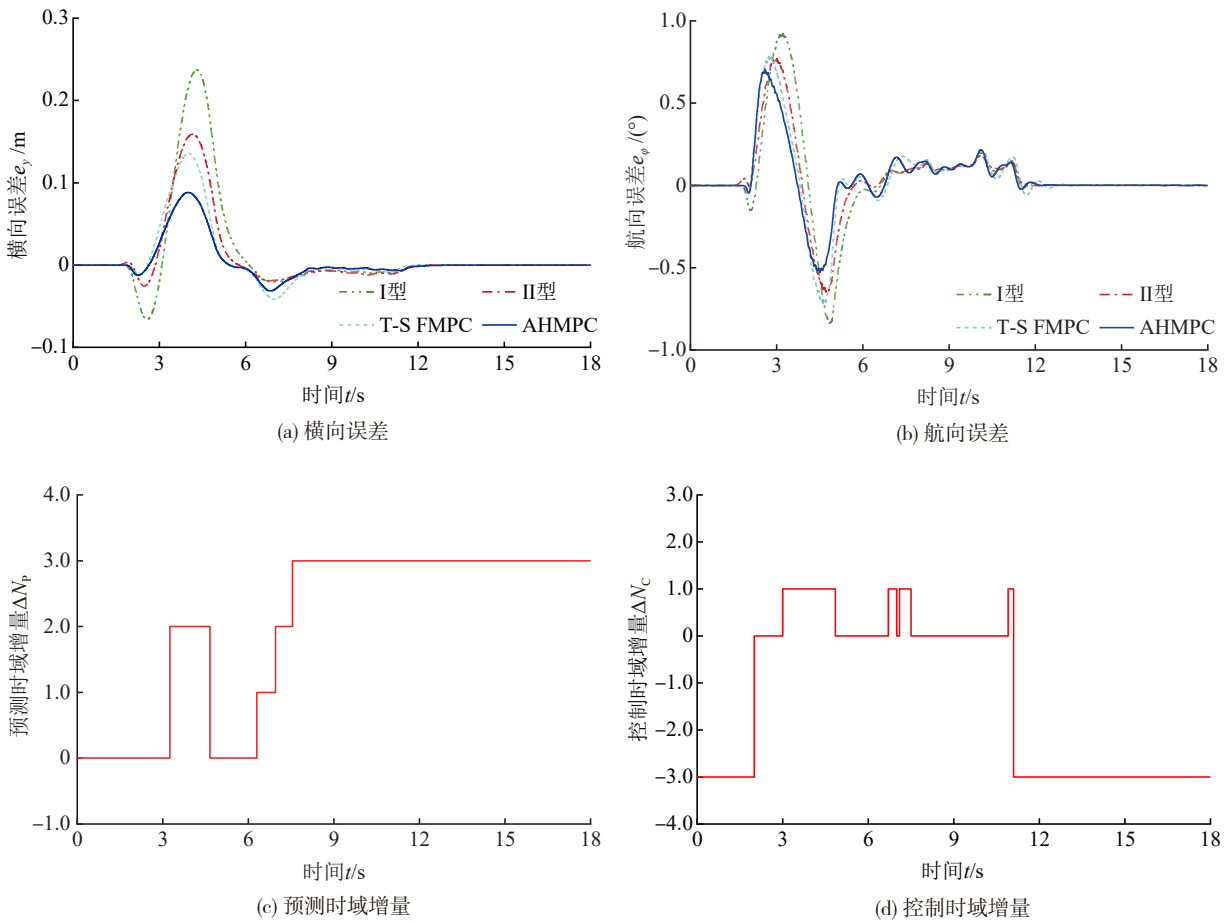 0.3
0.2
0.1
0
−0.1
横向误差e_y /m
0 3 6 9 12 15 18
时间t/s
I型
II型
T-S FMPC
AHMPC
(a) 横向误差
1.0
0.5
0
−0.5
−1.0
航向误差e_φ /(°)
0 3 6 9 12 15 18
时间t/s
I型
II型
T-S FMPC
AHMPC
(b) 航向误差
4.0
3.0
2.0
1.0
0
−1.0
预测时域增量ΔN_P
0 3 6 9 12 15 18
时间t/s
(c) 预测时域增量
3.0
2.0
1.0
0
−1.0
−2.0
−3.0
−4.0
控制时域增量ΔN_C
0 3 6 9 12 15 18
时间t/s
(d) 控制时域增量